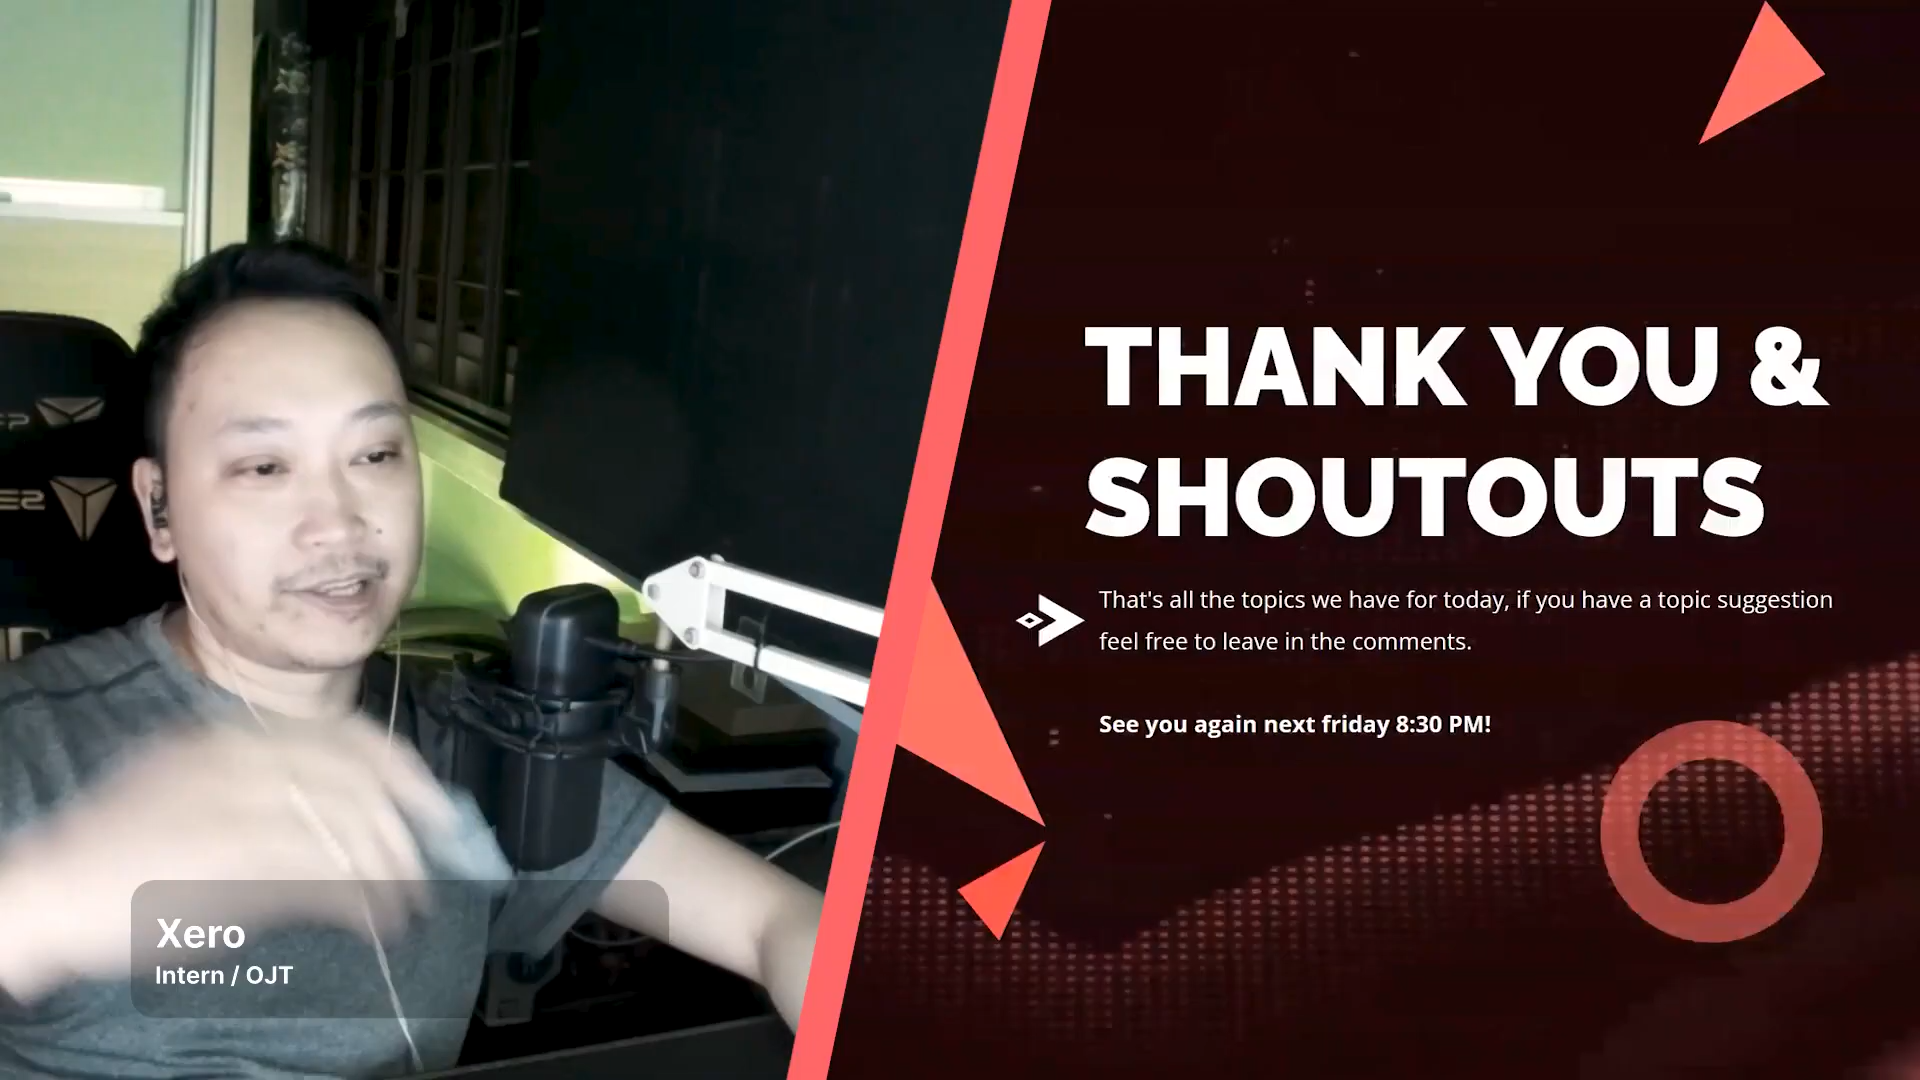 THANK YOU &
SHOUTOUTS
That's all the topics we have for today, if you have a topic suggestion
feel free to leave in the comments.
See you again next friday 8:30 PM!
Xero
Intern / OJT